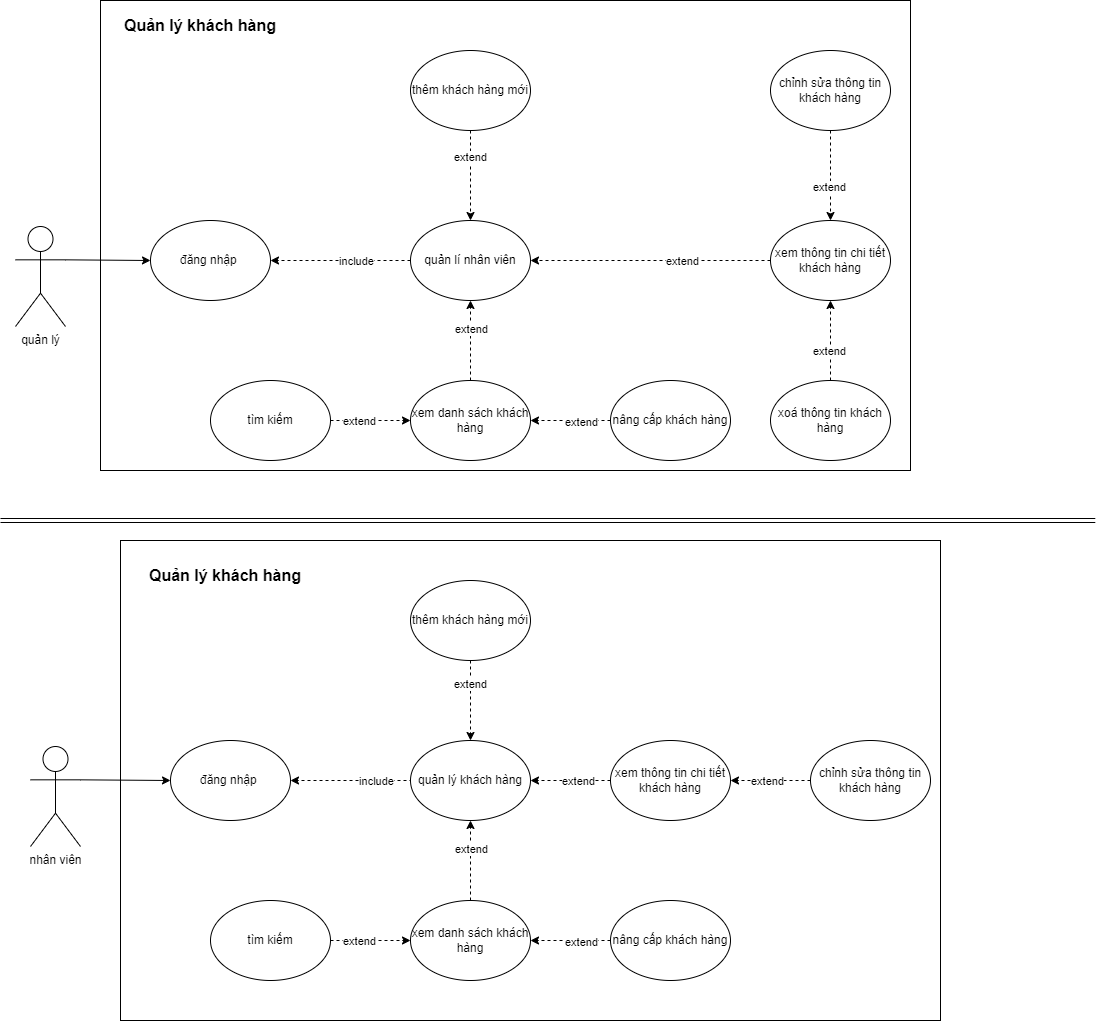 Quản lý khách hàng
thêm khách hàng mới
chỉnh sửa thông tin
khách hàng
extend
extend
đăng nhập
include
quản lí nhân viên
extend
xem thông tin chi tiết
khách hàng
quản lý
extend
extend
tìm kiếm
extend
xem danh sách khách
hàng
extend
nâng cấp khách hàng
xoá thông tin khách
hàng
Quản lý khách hàng
thêm khách hàng mới
extend
đăng nhập
include
quản lý khách hàng
extend
xem thông tin chi tiết
khách hàng
extend
chỉnh sửa thông tin
khách hàng
nhân viên
extend
tìm kiếm
extend
xem danh sách khách
hàng
extend
nâng cấp khách hàng